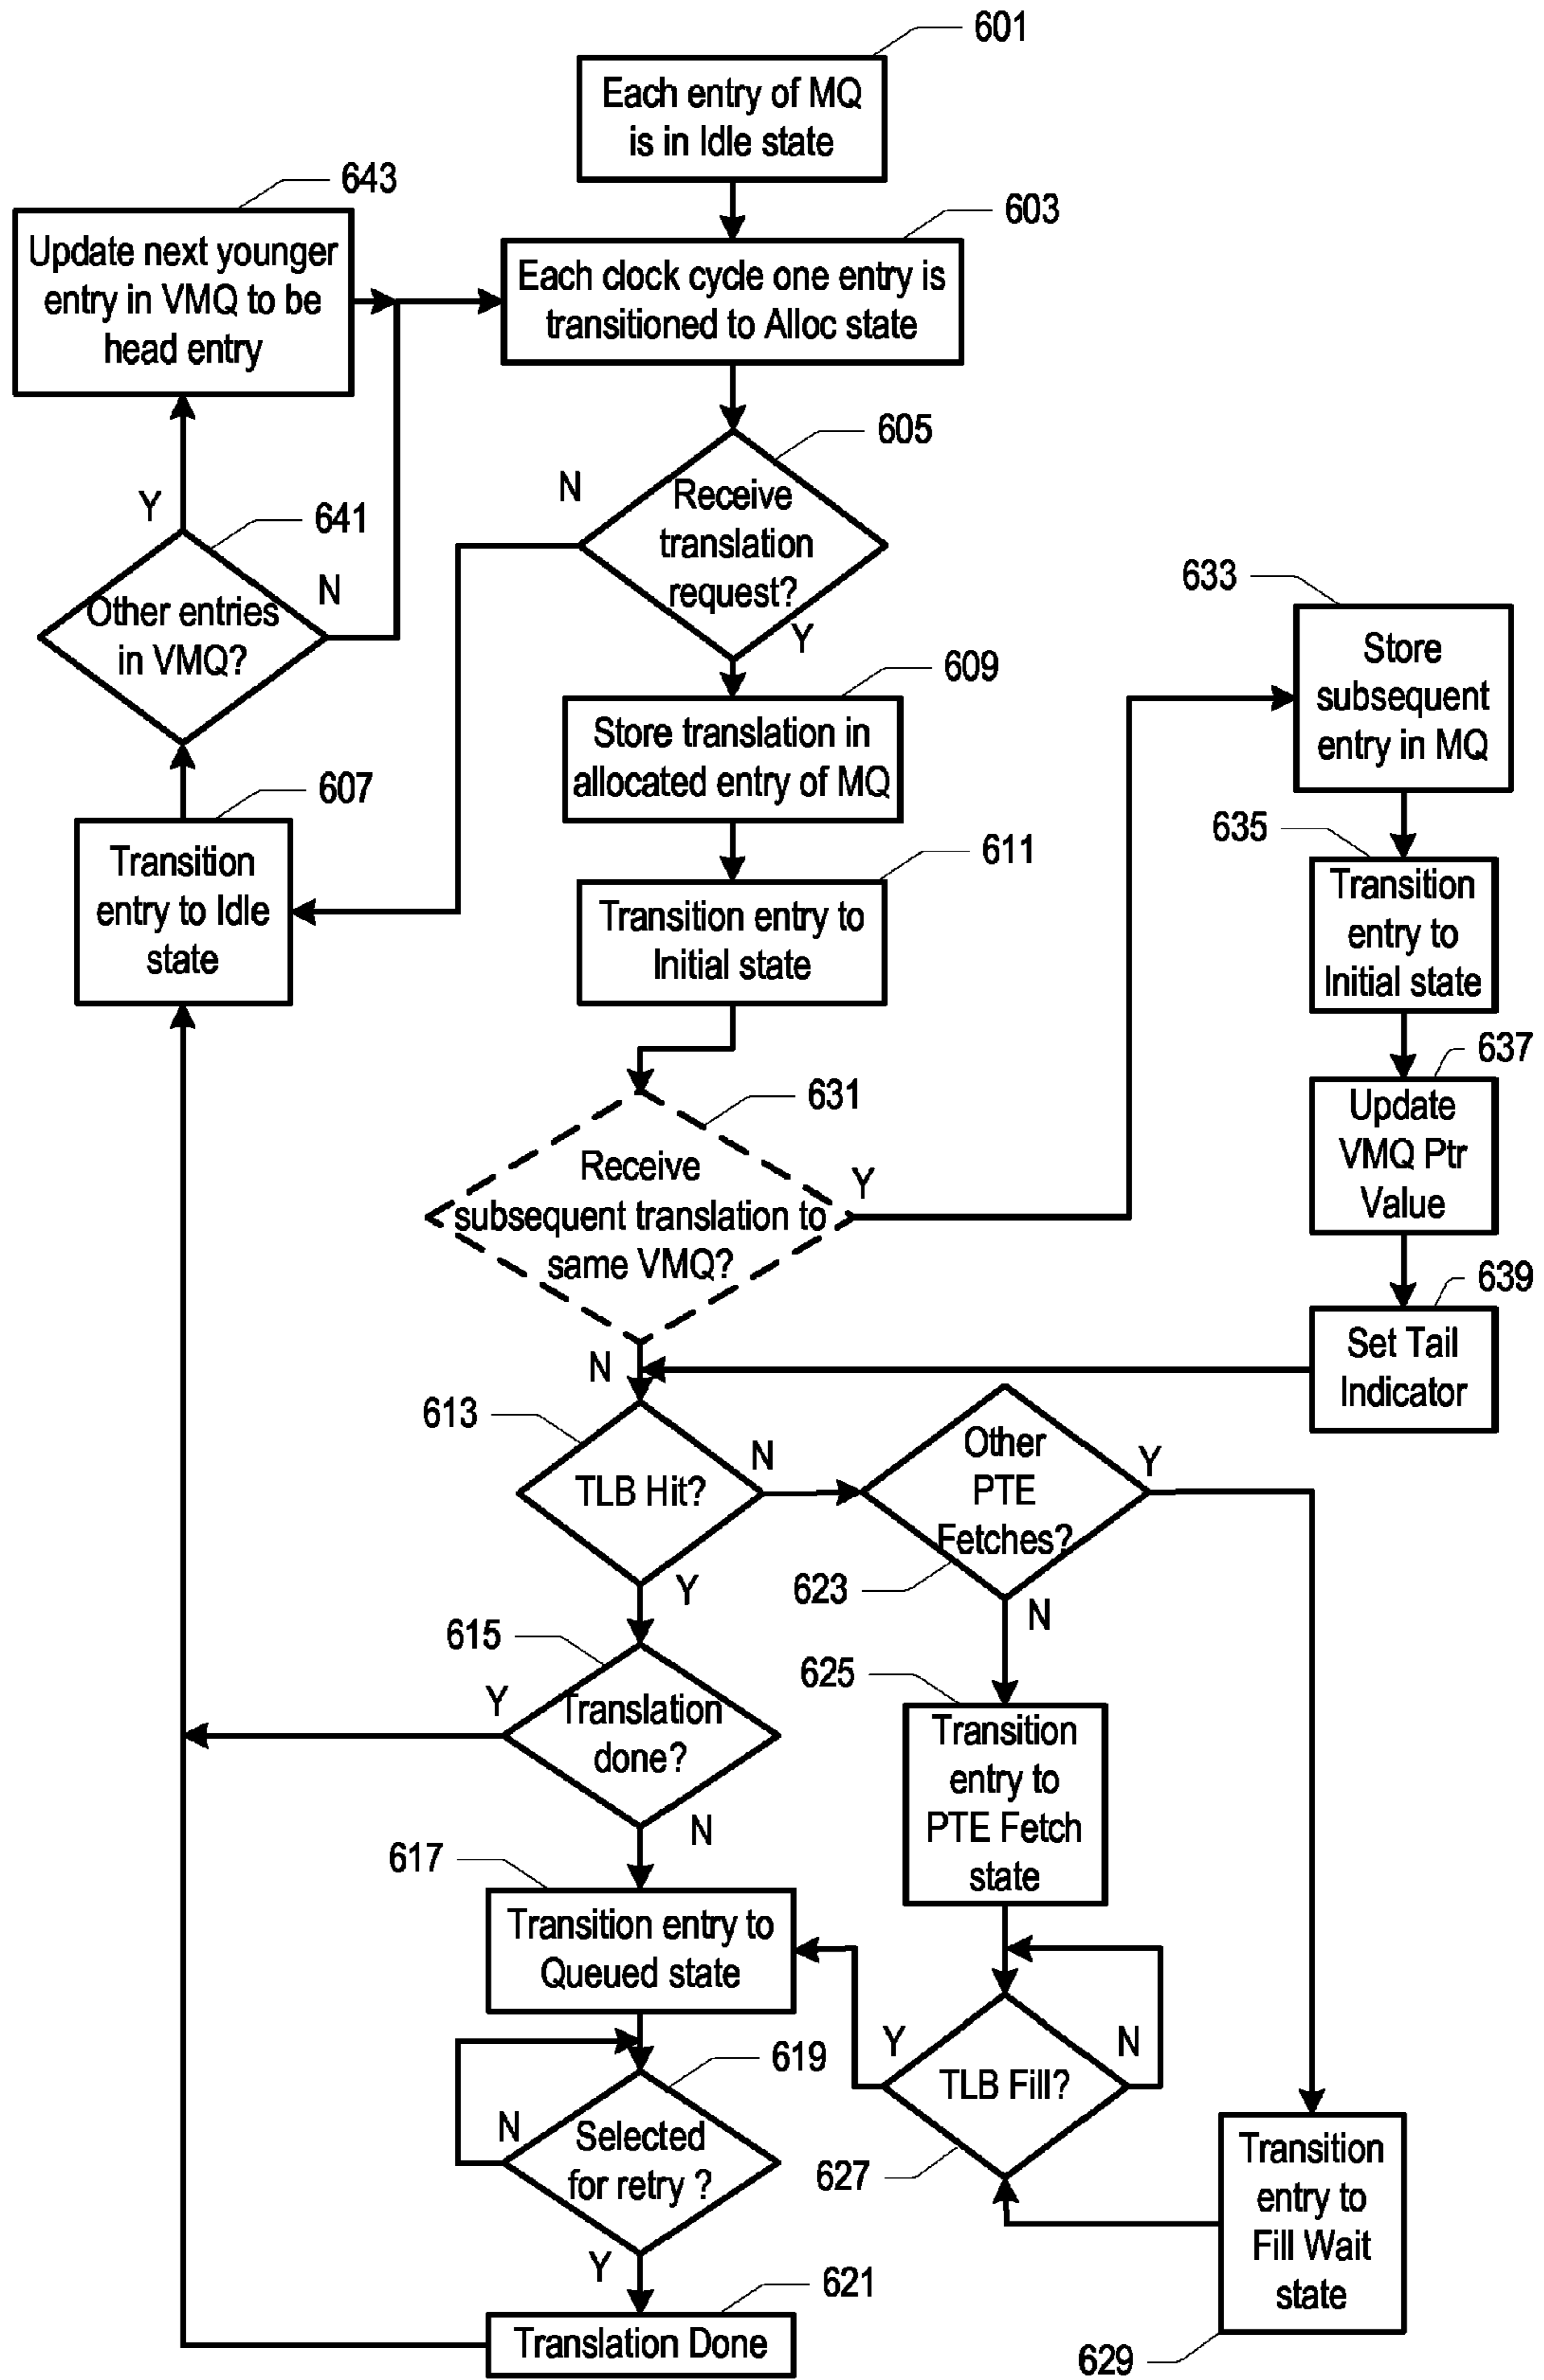 601
Each entry of MQ
is in Idle state
643
Update next younger
entry in VMQ to be
head entry
603
Each clock cycle one entry is
transitioned to Alloc state
605
N
Receive
translation
request?
Y
Y
641
Other entries
in VMQ?
N
633
Store
subsequent
entry in MQ
609
Store translation in
allocated entry of MQ
607
Transition
entry to Idle
state
611
Transition entry to
Initial state
635
Transition
entry to
Initial state
637
Update
VMQ Ptr
Value
631
Receive
subsequent translation to
same VMQ?
Y
N
639
Set Tail
Indicator
613
TLB Hit?
N
Y
Other
PTE
Fetches?
Y
623
N
615
Y
Translation
done?
N
625
Transition
entry to
PTE Fetch
state
617
Transition entry to
Queued state
Y
TLB Fill?
N
627
619
N
Selected
for retry ?
Y
Transition
entry to
Fill Wait
state
629
621
Translation Done